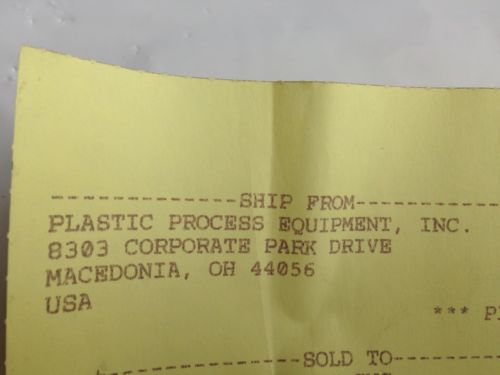 -------------SHIP FROM----------
PLASTIC PROCESS EQUIPMENT, INC.
8303 CORPORATE PARK DRIVE
MACEDONIA, OH 44056
USA
***
--------------SOLD TO-------